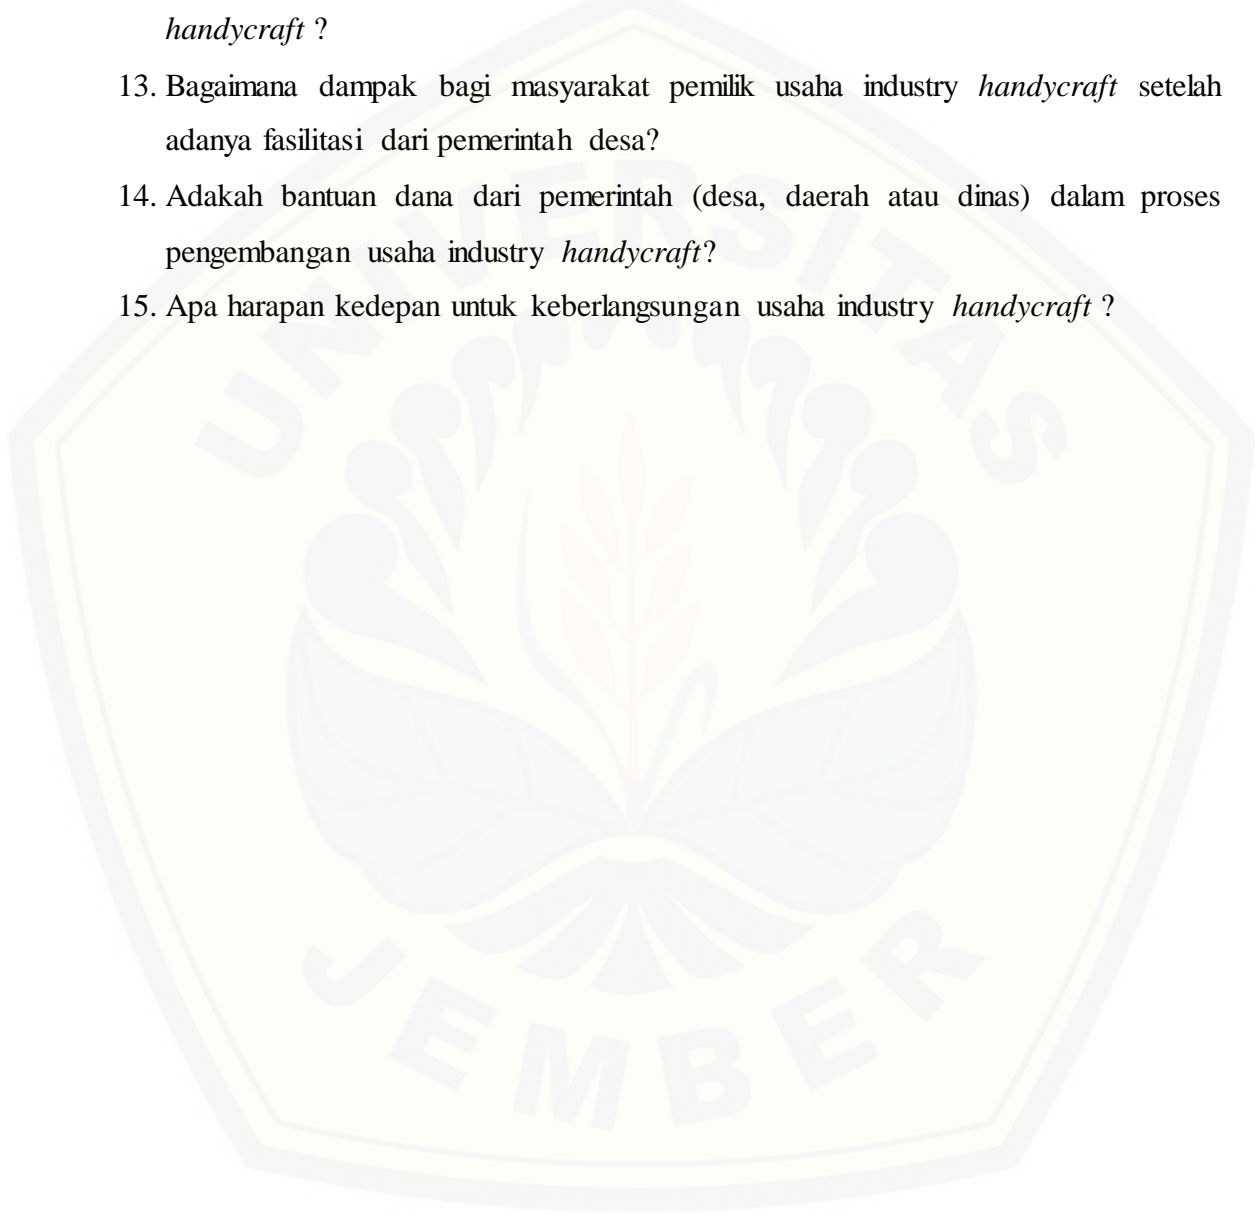 handycraft ?
13. Bagaimana dampak bagi masyarakat pemilik usaha industry handycraft setelah
adanya fasilitasi dari pemerintah desa?
14. Adakah bantuan dana dari pemerintah (desa, daerah atau dinas) dalam proses
pengembangan usaha industry handycraft?
15. Apa harapan kedepan untuk keberlangsungan usaha industry handycraft ?
UNIVERSITAS
JEMBER